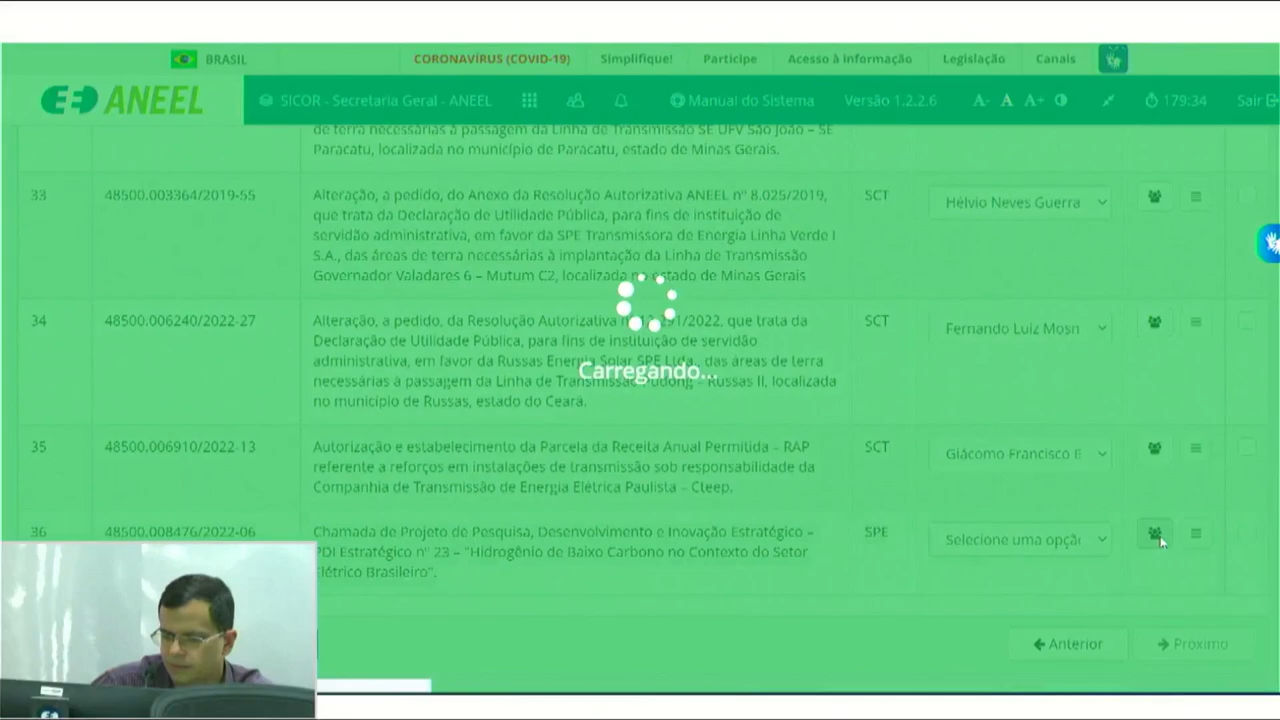 BRASIL
CORONAVÍRUS (COVID-19)
Simplifique!
Participe
Acesso à informação
Legislação
Canais
ANEEL
SICOR - Secretaria Geral - ANEEL
Manual do Sistema
Versão 1.2.2.6
A- A A+
179:34
Sair
de terra necessárias à passagem da Linha de Transmissão SE UFV São João – SE
Paracatu, localizada no município de Paracatu, estado de Minas Gerais.
33
48500.003364/2019-55
Alteração, a pedido, do Anexo da Resolução Autorizativa ANEEL nº 8.025/2019,
que trata da Declaração de Utilidade Pública, para fins de instituição de
servidão administrativa, em favor da SPE Transmissora de Energia Linha Verde I
S.A., das áreas de terra necessárias à implantação da Linha de Transmissão
Governador Valadares 6 – Mutum C2, localizada no estado de Minas Gerais
SCT
Hélvio Neves Guerra
34
48500.006240/2022-27
Alteração, a pedido, da Resolução Autorizativa que trata da
Declaração de Utilidade Pública, para fins de instituição de servidão
administrativa, em favor da Russas Energia Solar SPE Ltda., das áreas de terra
necessárias à passagem da Linha de Transmissão – Russas II, localizada
no município de Russas, estado do Ceará.
SCT
Fernando Luiz Mosn
Carregando...
35
48500.006910/2022-13
Autorização e estabelecimento da Parcela da Receita Anual Permitida – RAP
referente a reforços em instalações de transmissão sob responsabilidade da
Companhia de Transmissão de Energia Elétrica Paulista – Cteep.
SCT
Giácomo Francisco B
36
48500.008476/2022-06
Chamada de Projeto de Pesquisa, Desenvolvimento e Inovação Estratégico –
PDI Estratégico nº 23 – "Hidrogênio de Baixo Carbono no Contexto do Setor
Elétrico Brasileiro".
SPE
Selecione uma opçã
Anterior
Próximo